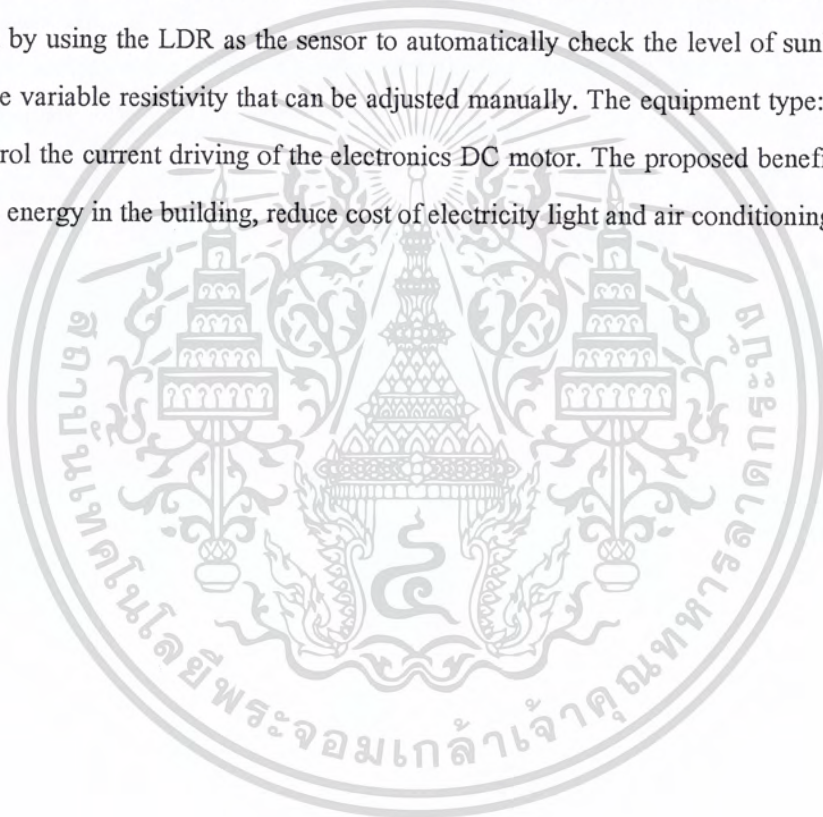 by using the LDR as the sensor to automatically check the level of sun
e variable resistivity that can be adjusted manually. The equipment type:
rol the current driving of the electronics DC motor. The proposed benefi
energy in the building, reduce cost of electricity light and air conditioning
สถาบันเทคโนโลยีพระจอมเกล้าเจ้าคุณทหารลาดกระบัง